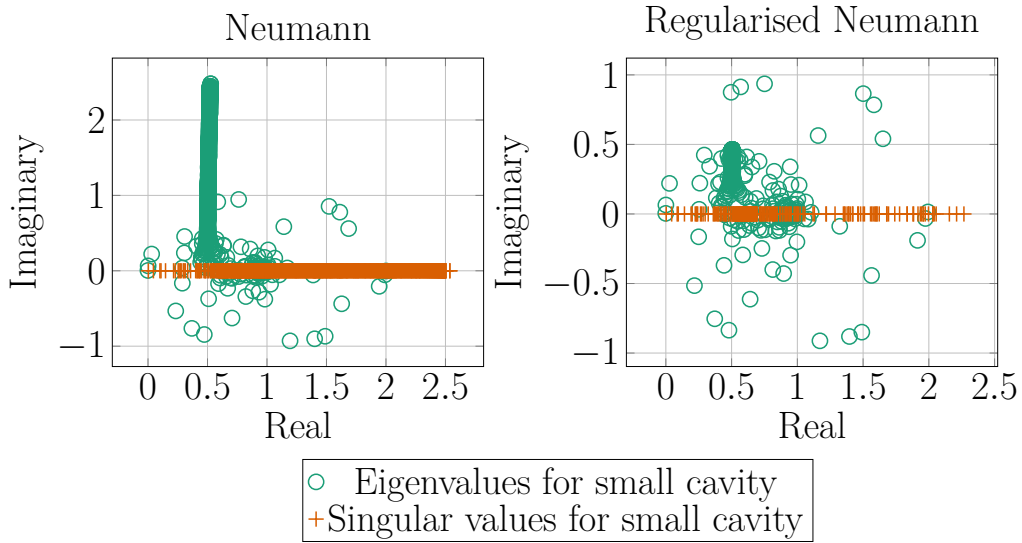 Neumann
Imaginary
2
1
0
−1
0
0.5
1
1.5
2
2.5
Real
Regularised Neumann
Imaginary
1
0.5
0
−0.5
−1
0
0.5
1
1.5
2
2.5
Real
Eigenvalues for small cavity
Singular values for small cavity